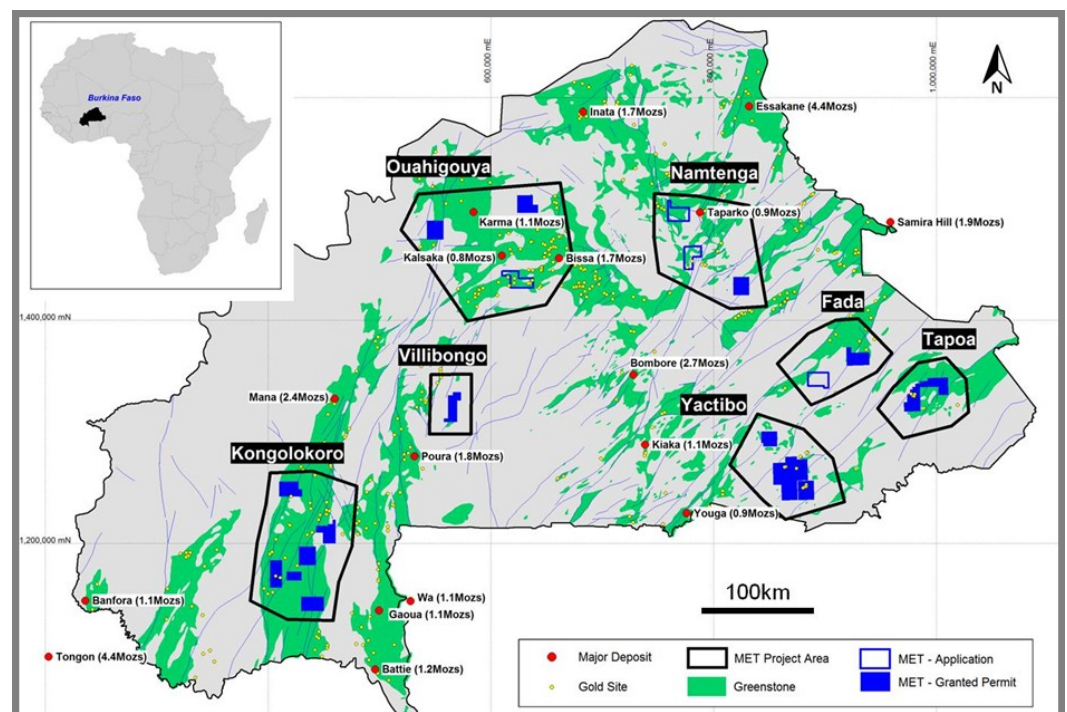 Burkina Faso
600,000 mE
800,000 mE
1,000,000 mE
N
Essakane (4.4Mozs)
Inata (1.7Mozs)
Ouahigouya
Namtenga
Karma (1.1Mozs)
Taparko (0.9Mozs)
Samira Hill (1.9Mozs)
Kalsaka (0.8Mozs)
Bissa (1.7Mozs)
1,400,000 mN
Fada
Tapoa
Villibongo
Bombore (2.7Mozs)
Mana (2.4Mozs)
Yactibo
Kiaka (1.1Mozs)
Kongolokoro
Poura (1.8Mozs)
Youga (0.9Mozs)
1,200,000 mN
100km
Banfora (1.1Mozs)
Wa (1.1Mozs)
Gaoua (1.1Mozs)
Tongon (4.4Mozs)
Battie (1.2Mozs)
Major Deposit
MET Project Area
MET - Application
Gold Site
Greenstone
MET - Granted Permit